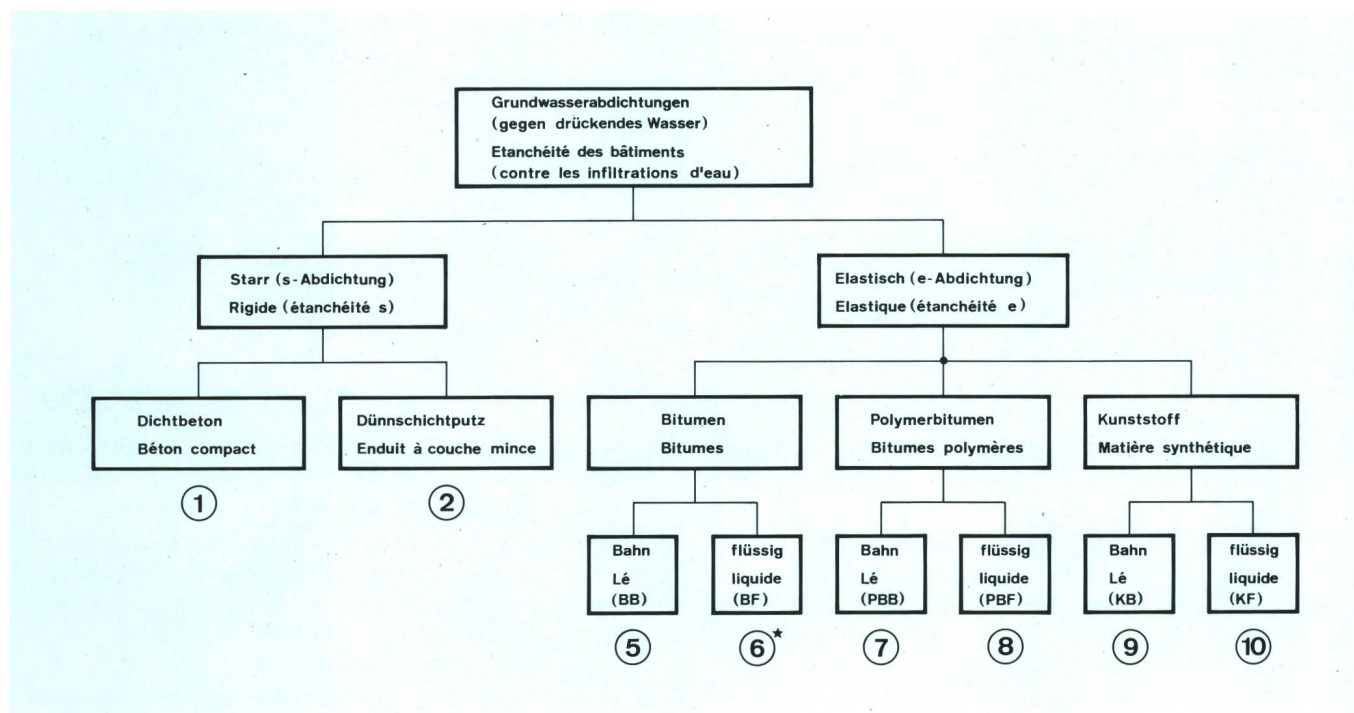 Grundwasserabdichtungen
(gegen drückendes Wasser)
Etanchéité des bâtiments
(contre les infiltrations d'eau)
Starr (s-Abdichtung)
Rigide (étanchéité s)
Elastisch (e-Abdichtung)
Elastique (étanchéité e)
Dichtbeton
Béton compact
1
Dünnschichtputz
Enduit à couche mince
2
Bitumen
Bitumes
Polymerbitumen
Bitumes polymères
Kunststoff
Matière synthétique
Bahn
Lé
(BB)
5
flüssig
liquide
(BF)
6★
Bahn
Lé
(PBB)
7
flüssig
liquide
(PBF)
8
Bahn
Lé
(KB)
9
flüssig
liquide
(KF)
10